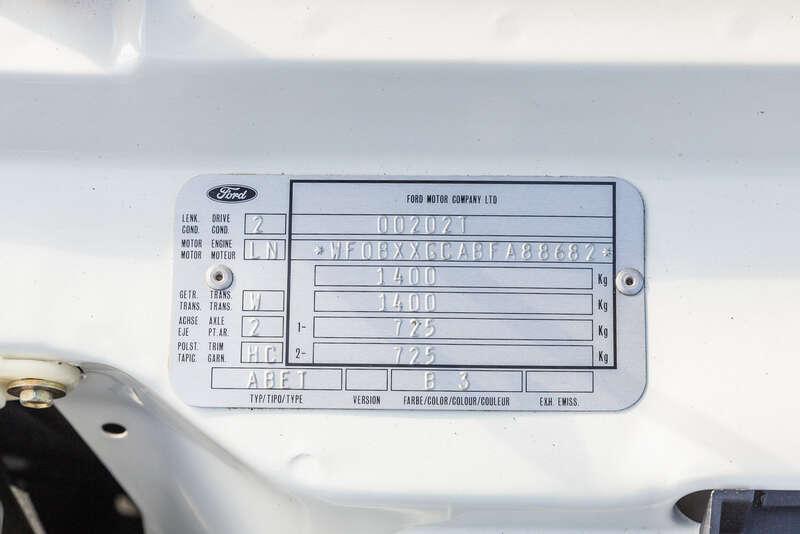 Ford
FORD MOTOR COMPANY LTD
LENK. DRIVE 2 00202T
COND. COND.
MOTOR ENGINE LN *WF0BXXGCABFA88682*
MOTOR MOTEUR
1400 Kg
GETR. TRANS. W 1400 Kg
TRANS. TRANS.
ACHSE AXLE 2 1- 725 Kg
EJE PT.AR.
POLST. TRIM HC 2- 725 Kg
TAPIC. GARN.
ABET B 3
TYP/TIPO/TYPE VERSION FARBE/COLOR/COLOUR/COULEUR EXH. EMISS.